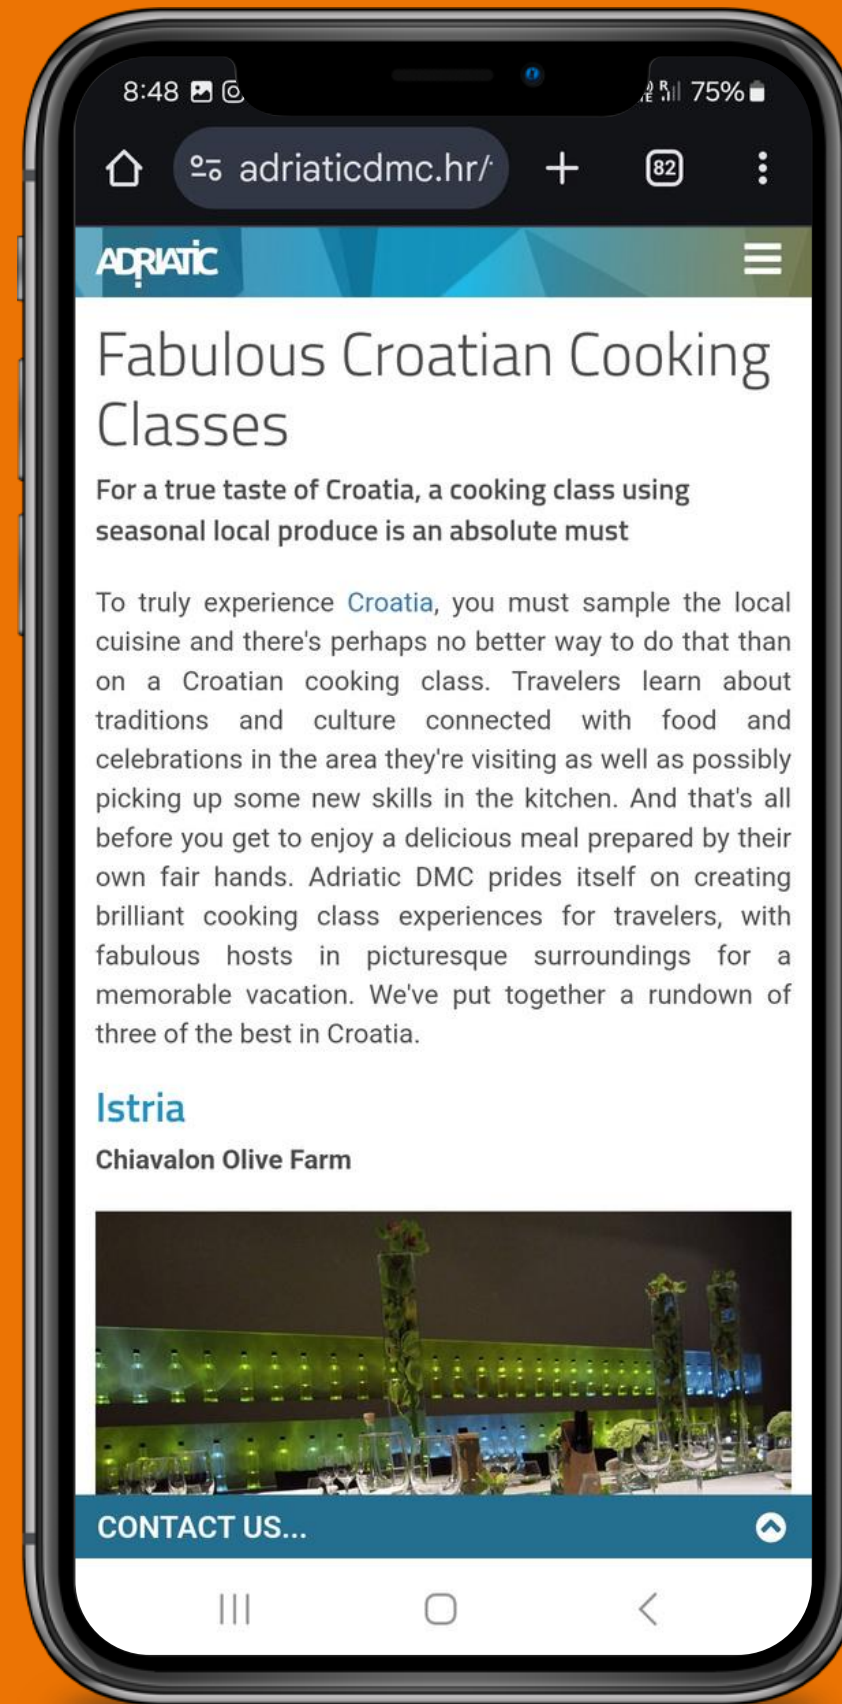 8:48
75%
adriaticdmc.hr/
82
ADRIATIC
Fabulous Croatian Cooking
Classes
For a true taste of Croatia, a cooking class using
seasonal local produce is an absolute must
To truly experience Croatia, you must sample the local
cuisine and there's perhaps no better way to do that than
on a Croatian cooking class. Travelers learn about
traditions and culture connected with food and
celebrations in the area they're visiting as well as possibly
picking up some new skills in the kitchen. And that's all
before you get to enjoy a delicious meal prepared by their
own fair hands. Adriatic DMC prides itself on creating
brilliant cooking class experiences for travelers, with
fabulous hosts in picturesque surroundings for a
memorable vacation. We've put together a rundown of
three of the best in Croatia.
Istria
Chiavalon Olive Farm
CONTACT US...